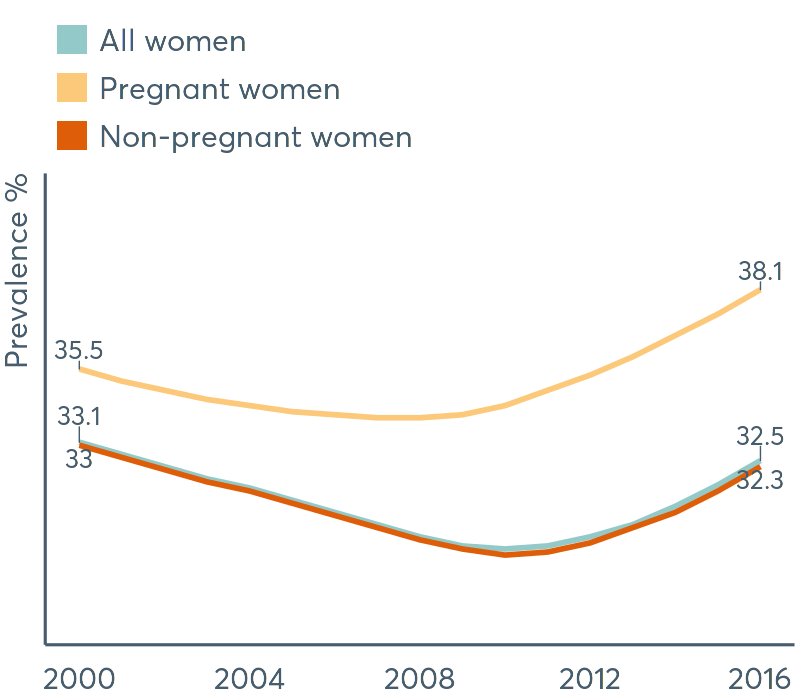 All women
Pregnant women
Non-pregnant women
Prevalence %
38.1
35.5
33.1
33
32.5
32.3
2000 2004 2008 2012 2016